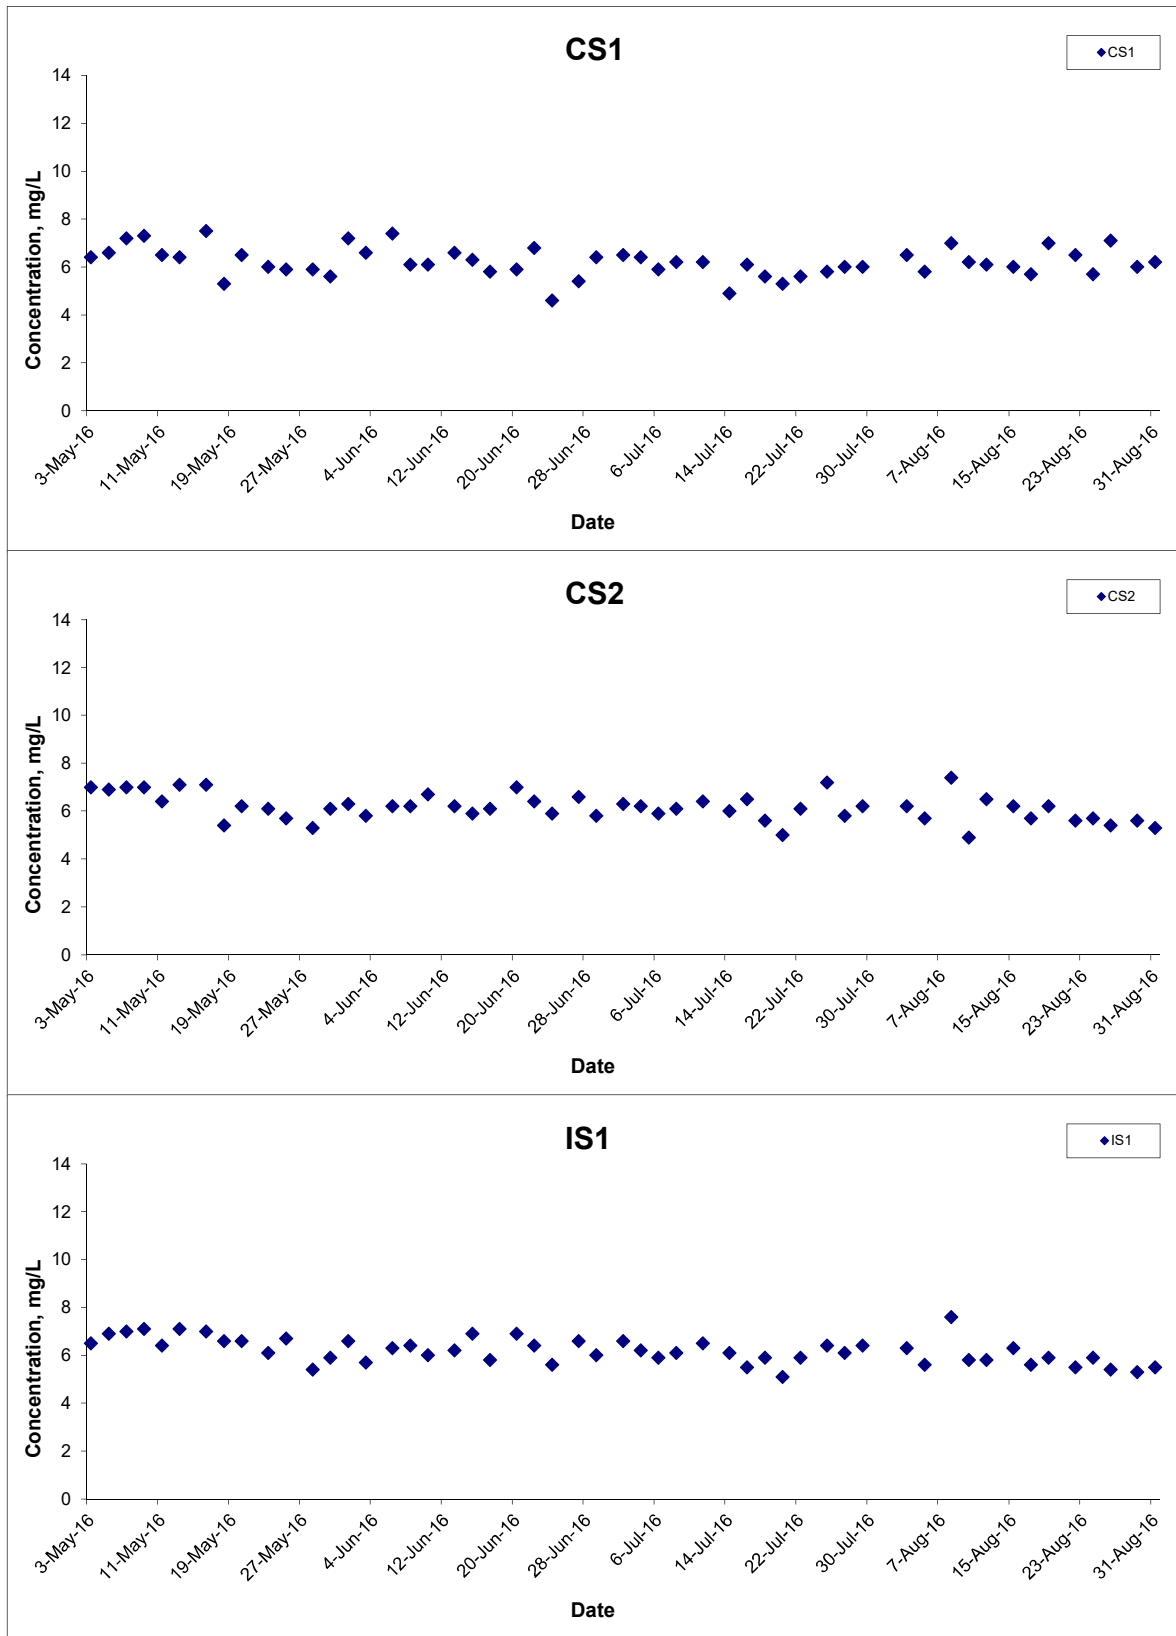 CS1
CS1
14
12
10
8
6
4
2
0
Concentration, mg/L
3-May-16
11-May-16
19-May-16
27-May-16
4-Jun-16
12-Jun-16
20-Jun-16
28-Jun-16
6-Jul-16
14-Jul-16
22-Jul-16
30-Jul-16
7-Aug-16
15-Aug-16
23-Aug-16
31-Aug-16
Date
CS2
CS2
14
12
10
8
6
4
2
0
Concentration, mg/L
3-May-16
11-May-16
19-May-16
27-May-16
4-Jun-16
12-Jun-16
20-Jun-16
28-Jun-16
6-Jul-16
14-Jul-16
22-Jul-16
30-Jul-16
7-Aug-16
15-Aug-16
23-Aug-16
31-Aug-16
Date
IS1
IS1
14
12
10
8
6
4
2
0
Concentration, mg/L
3-May-16
11-May-16
19-May-16
27-May-16
4-Jun-16
12-Jun-16
20-Jun-16
28-Jun-16
6-Jul-16
14-Jul-16
22-Jul-16
30-Jul-16
7-Aug-16
15-Aug-16
23-Aug-16
31-Aug-16
Date